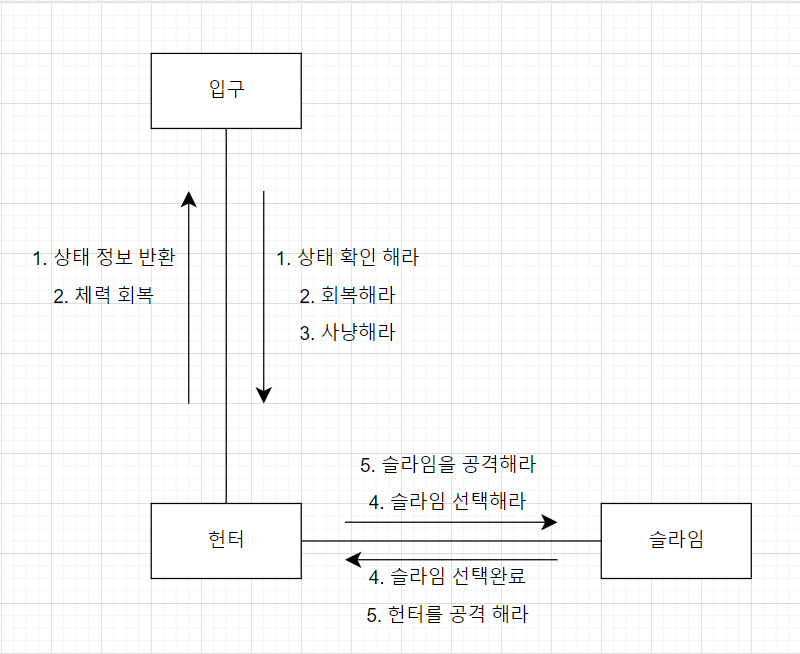 입구
1. 상태 정보 반환
2. 체력 회복
1. 상태 확인 해라
2. 회복해라
3. 사냥해라
5. 슬라임을 공격해라
4. 슬라임 선택해라
헌터
슬라임
4. 슬라임 선택완료
5. 헌터를 공격 해라